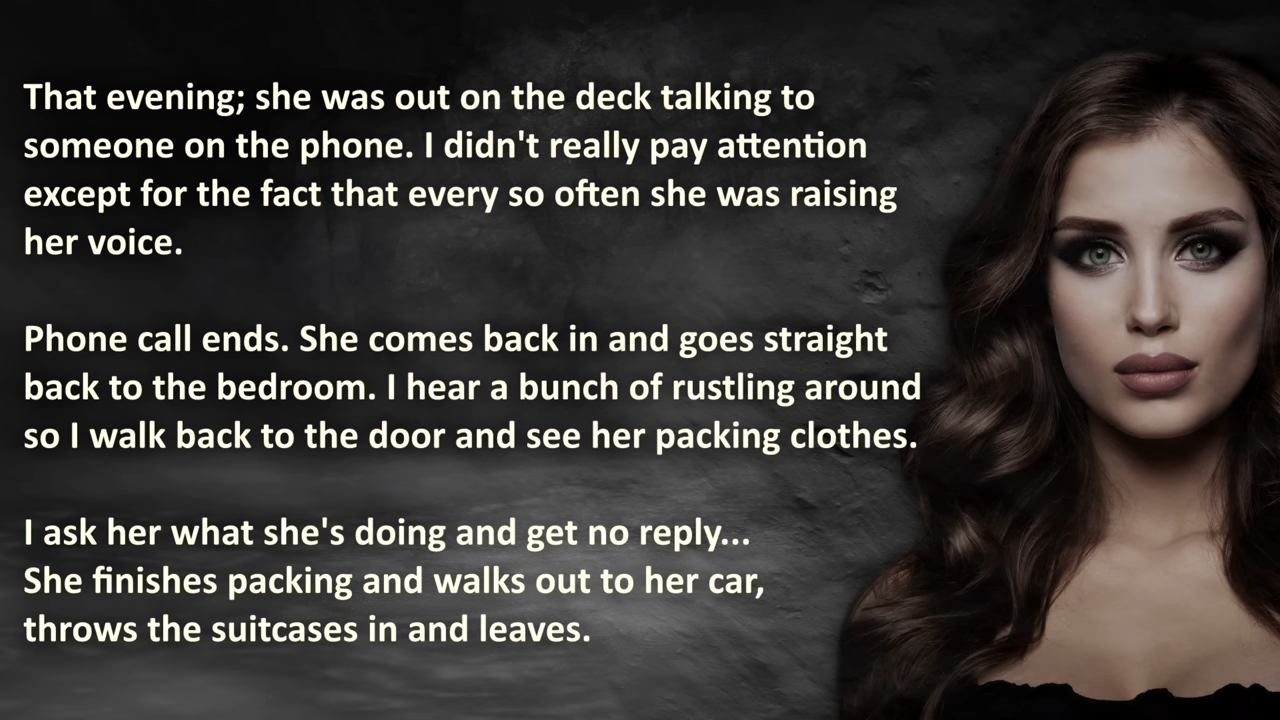 That evening; she was out on the deck talking to
someone on the phone. I didn't really pay attention
except for the fact that every so often she was raising
her voice.
Phone call ends. She comes back in and goes straight
back to the bedroom. I hear a bunch of rustling around
so I walk back to the door and see her packing clothes.
I ask her what she's doing and get no reply...
She finishes packing and walks out to her car,
throws the suitcases in and leaves.